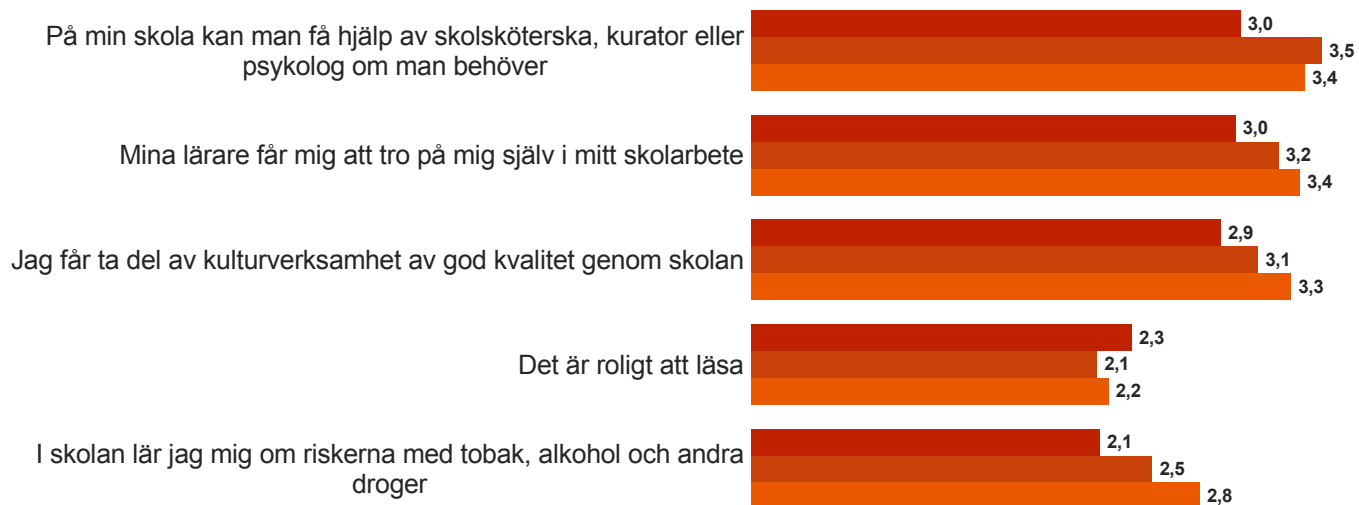 På min skola kan man få hjälp av skolsköterska, kurator eller
psykolog om man behöver
3,0
3,5
3,4
Mina lärare får mig att tro på mig själv i mitt skolarbete
3,0
3,2
3,4
Jag får ta del av kulturverksamhet av god kvalitet genom skolan
2,9
3,1
3,3
Det är roligt att läsa
2,3
2,1
2,2
I skolan lär jag mig om riskerna med tobak, alkohol och andra
droger
2,1
2,5
2,8